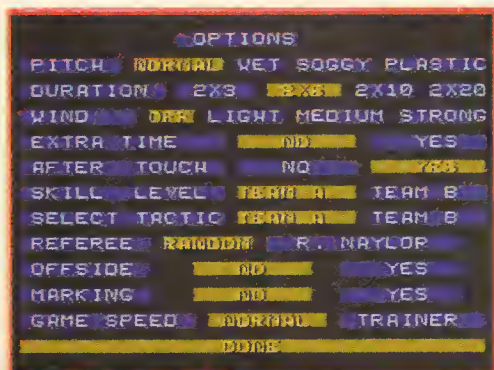 OPTIONS
PITCH NORMAL WET SOGGY PLASTIC
DURATION 2X3 2X5 2X10 2X20
WIND LIGHT MEDIUM STRONG
EXTRA TIME NO YES
AFTER TOUCH NO YES
SKILL LEVEL TEAM A TEAM B
SELECT TACTIC TEAM A TEAM B
REFEREE RANDOM R. NAYLOR
OFFSIDE NO YES
MARKING NO YES
GAME SPEED NORMAL TRAINER
DONE